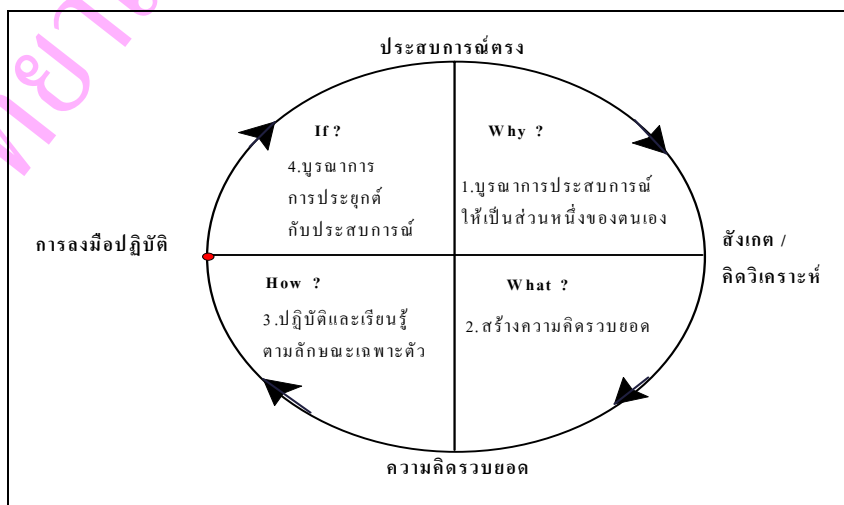 ประสบการณ์ตรง
If ?
4.บูรณาการ
การประยุกต์
กับประสบการณ์
Why ?
1.บูรณาการประสบการณ์
ให้เป็นส่วนหนึ่งของตนเอง
การลงมือปฏิบัติ
สังเกต /
คิดวิเคราะห์
How ?
3.ปฏิบัติและเรียนรู้
ตามลักษณะเฉพาะตัว
What ?
2.สร้างความคิดรวบยอด
ความคิดรวบยอด